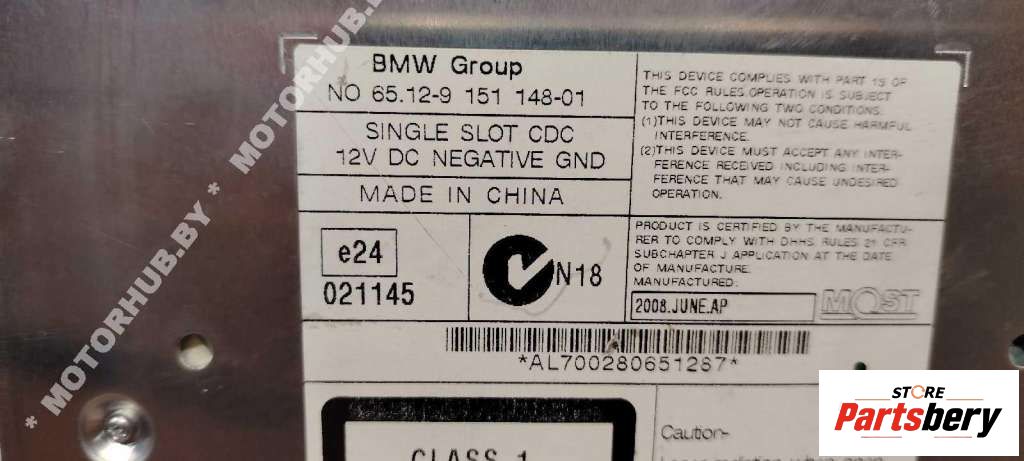 BMW Group
NO 65.12-9 151 148-01
SINGLE SLOT CDC
12V DC NEGATIVE GND
MADE IN CHINA
e24
021145
N18
THIS DEVICE COMPLIES WITH PART 15 OF
THE FCC RULES.OPERATION IS SUBJECT
TO THE FOLLOWING TWO CONDITIONS.
(1)THIS DEVICE MAY NOT CAUSE HARMFUL
INTERFERENCE.
(2)THIS DEVICE MUST ACCEPT ANY INTER-
FERENCE RECEIVED INCLUDING INTER-
FERENCE THAT MAY CAUSE UNDESIRED
OPERATION.
PRODUCT IS CERTIFIED BY THE MANUFACTU-
RER TO COMPLY WITH DHHS RULES 21 CFR
SUBCHAPTER J APPLICATION AT THE DATE
OF MANUFACTURE.
MANUFACTURED:
2008.JUNE.AP
MOST
*AL700280651287*
CLASS 1
Caution-
* MOTORHUB.BY * MOTORHUB.
STORE
Partsbery